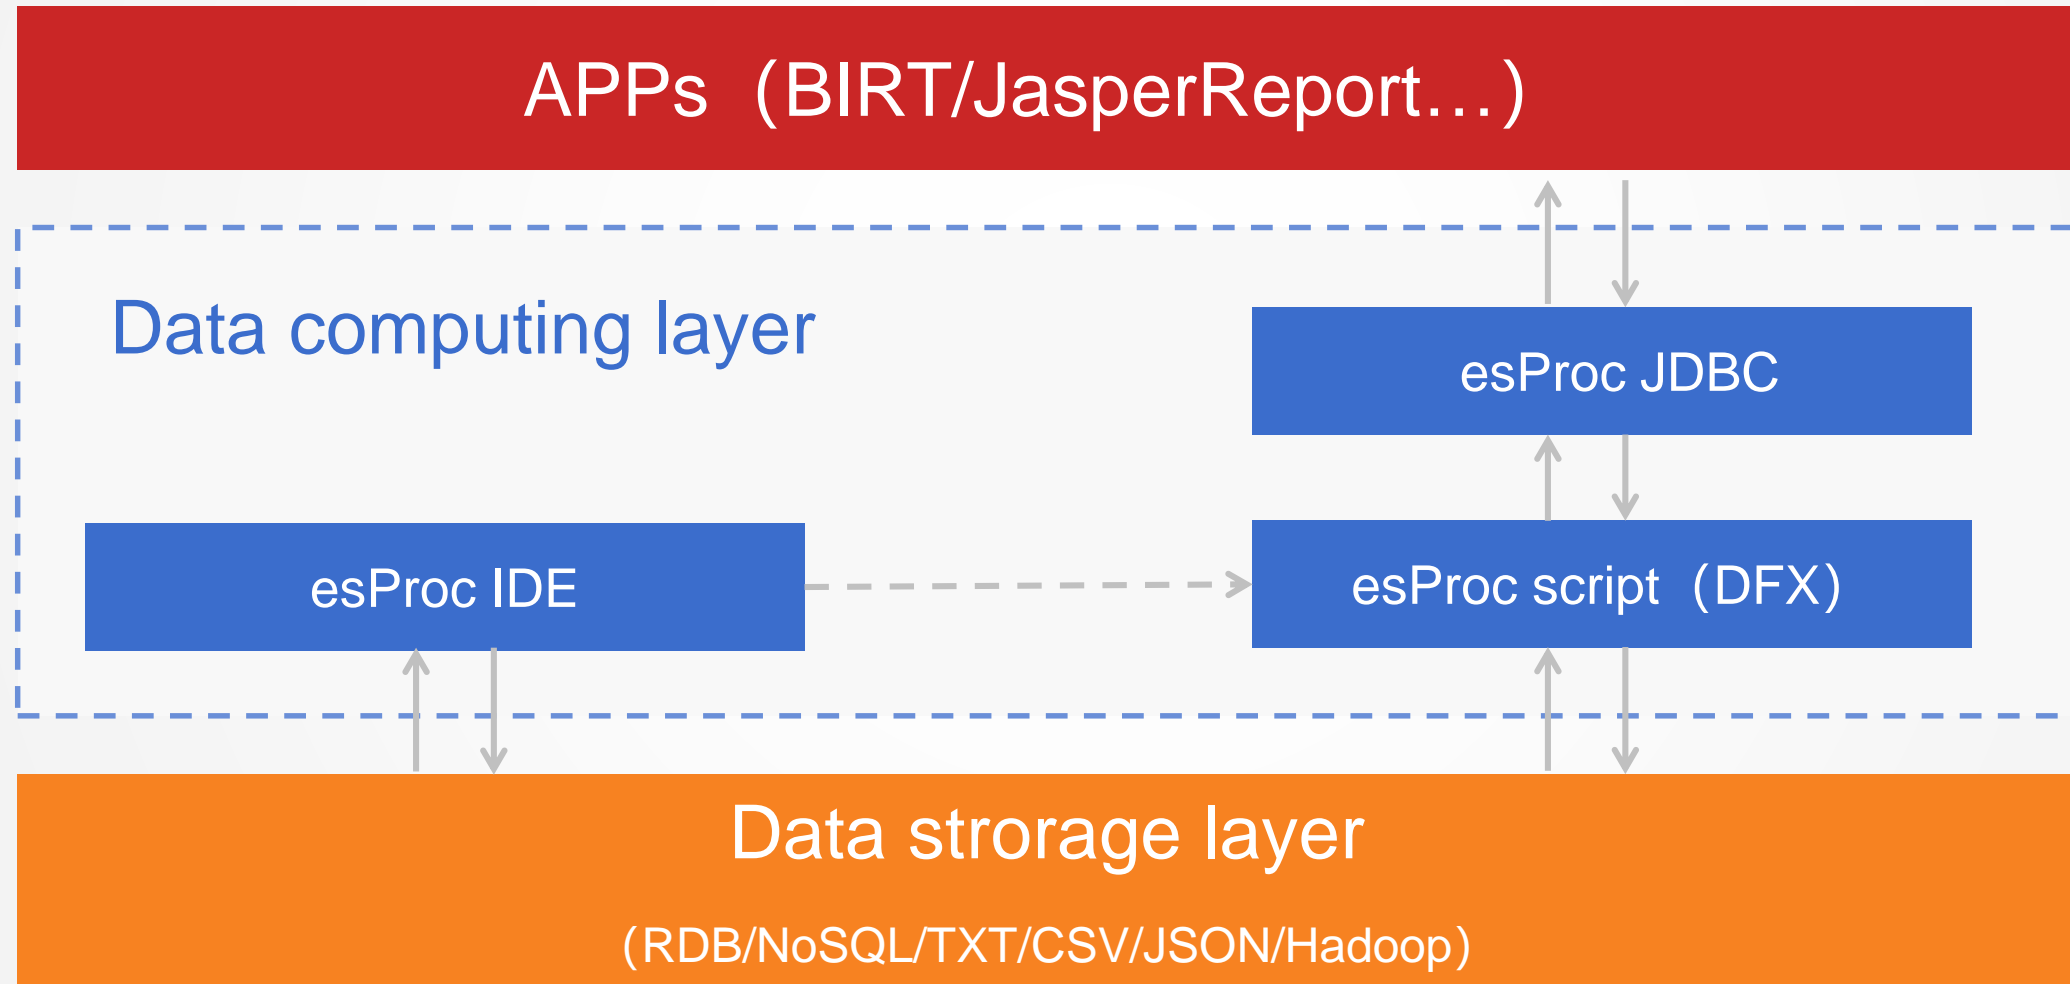 APPs（BIRT/JasperReport…）
Data computing layer
esProc JDBC
esProc IDE
esProc script（DFX）
Data strorage layer
（RDB/NoSQL/TXT/CSV/JSON/Hadoop）